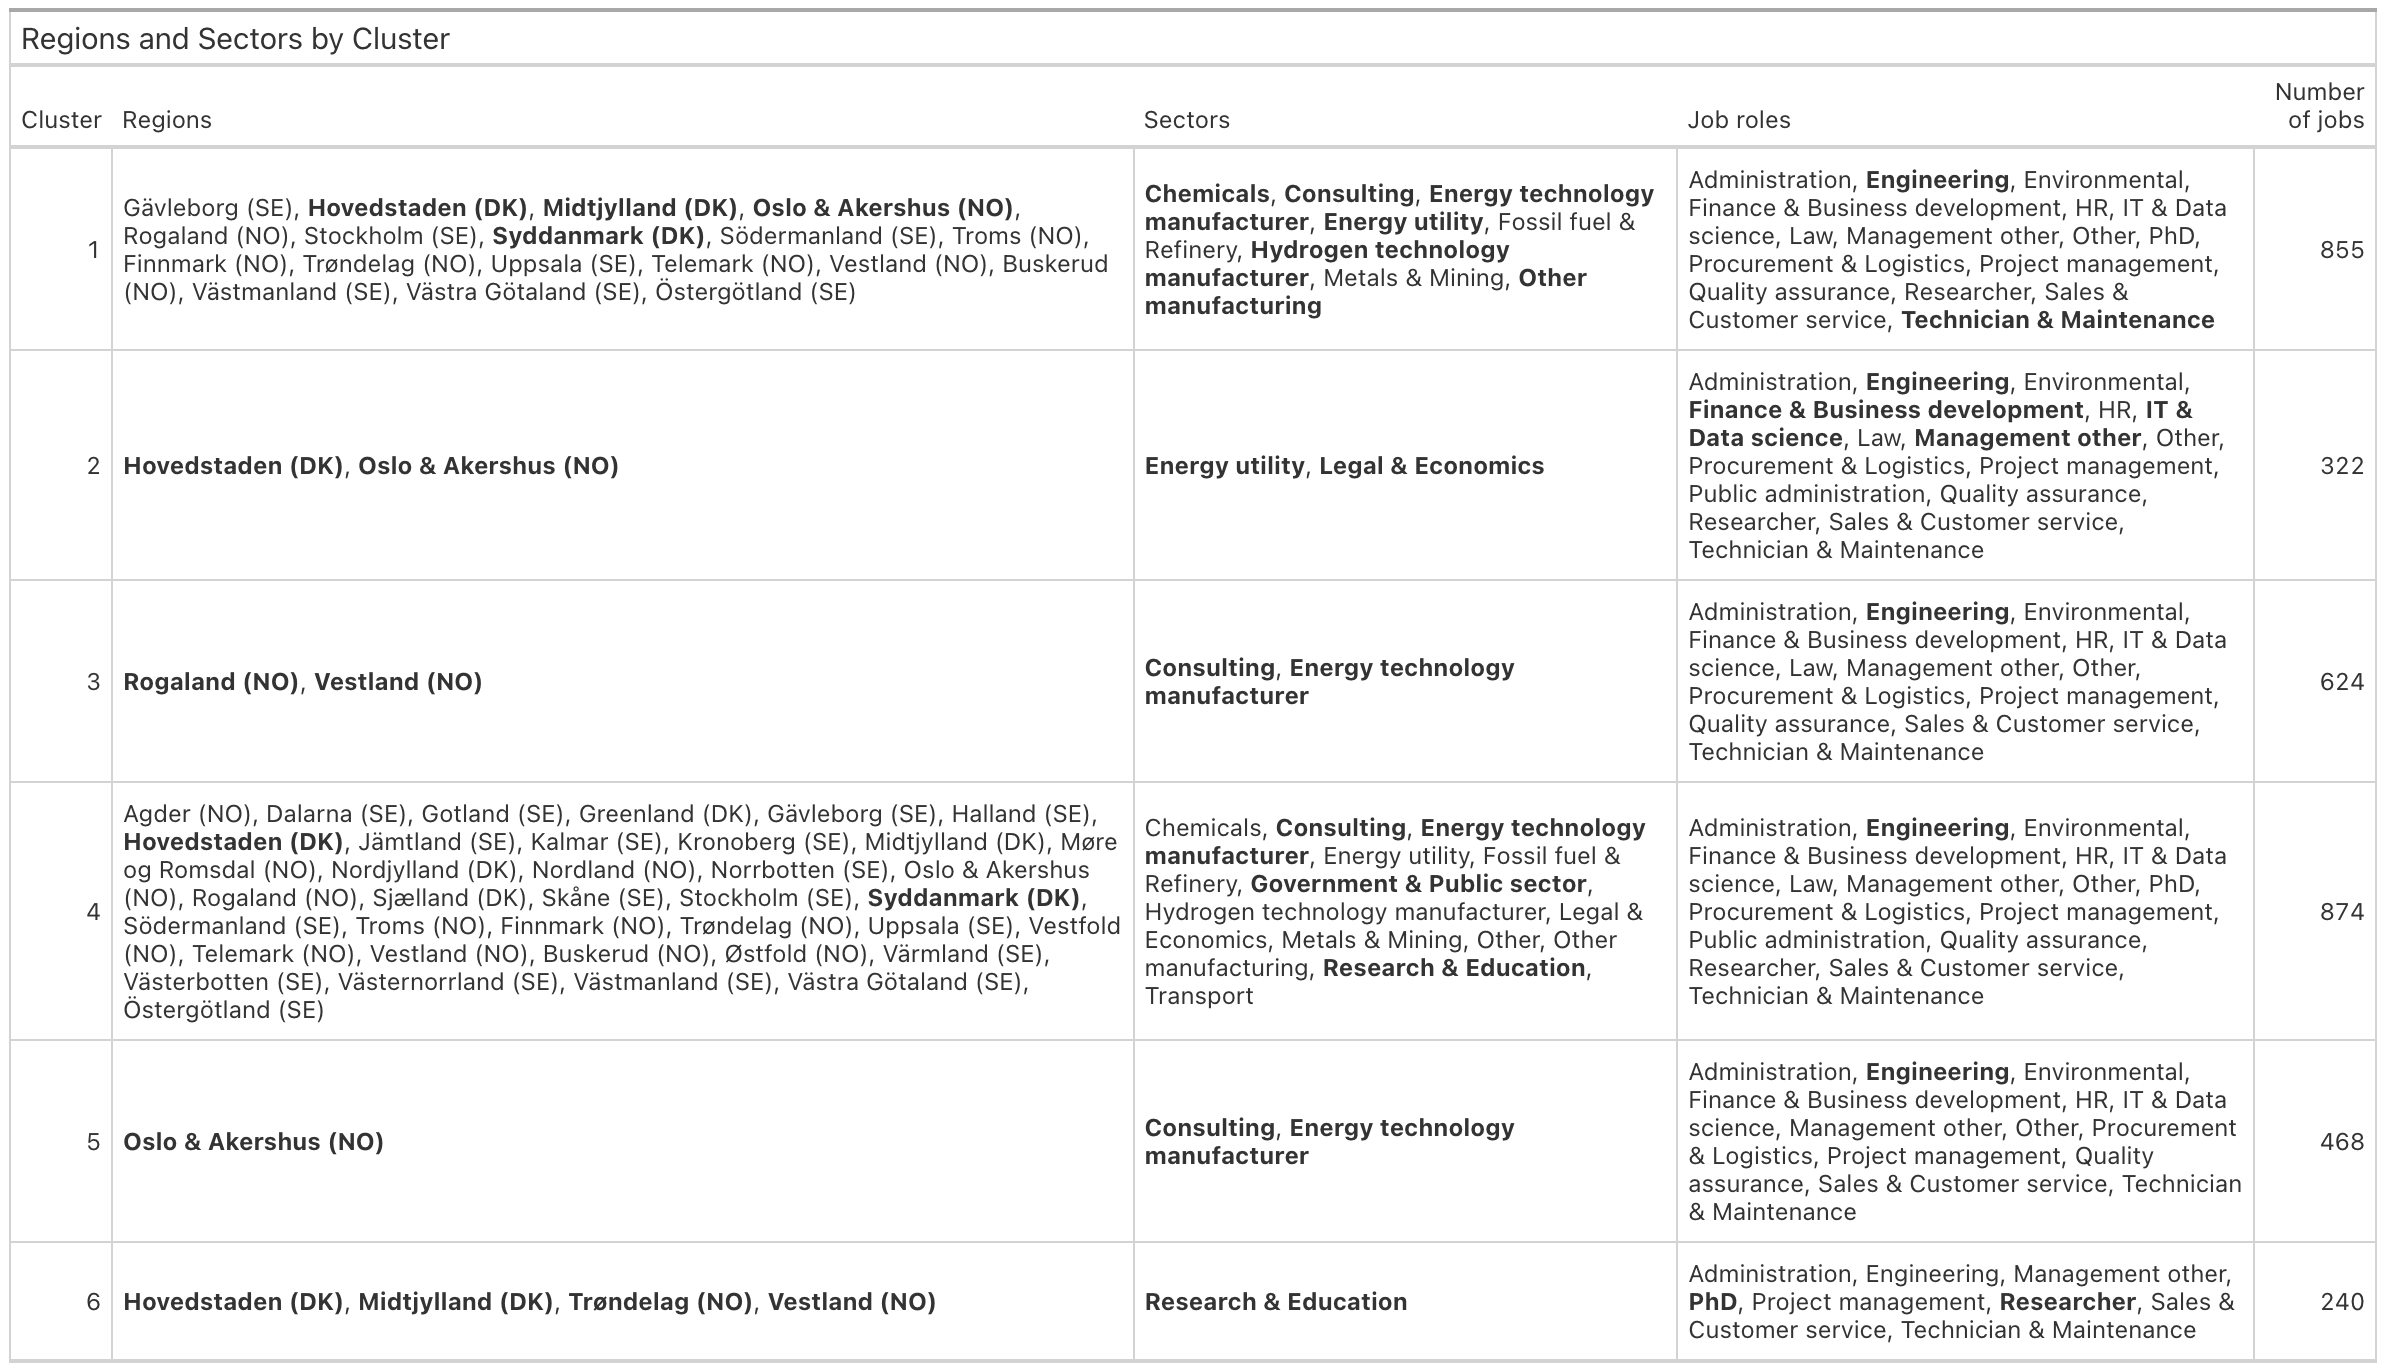 Regions and Sectors by Cluster
Cluster Regions Sectors Job roles Number
of jobs
1
Gävleborg (SE), Hovedstaden (DK), Midtjylland (DK), Oslo & Akershus (NO),
Rogaland (NO), Stockholm (SE), Syddanmark (DK), Södermanland (SE), Troms (NO),
Finnmark (NO), Trøndelag (NO), Uppsala (SE), Telemark (NO), Vestland (NO), Buskerud
(NO), Västmanland (SE), Västra Götaland (SE), Östergötland (SE)
Chemicals, Consulting, Energy technology
manufacturer, Energy utility, Fossil fuel &
Refinery, Hydrogen technology
manufacturer, Metals & Mining, Other
manufacturing
Administration, Engineering, Environmental,
Finance & Business development, HR, IT & Data
science, Law, Management other, Other, PhD,
Procurement & Logistics, Project management,
Quality assurance, Researcher, Sales &
Customer service, Technician & Maintenance
855
2
Hovedstaden (DK), Oslo & Akershus (NO)
Energy utility, Legal & Economics
Administration, Engineering, Environmental,
Finance & Business development, HR, IT &
Data science, Law, Management other, Other,
Procurement & Logistics, Project management,
Public administration, Quality assurance,
Researcher, Sales & Customer service,
Technician & Maintenance
322
3
Rogaland (NO), Vestland (NO)
Consulting, Energy technology
manufacturer
Administration, Engineering, Environmental,
Finance & Business development, HR, IT & Data
science, Law, Management other, Other,
Procurement & Logistics, Project management,
Quality assurance, Sales & Customer service,
Technician & Maintenance
624
4
Agder (NO), Dalarna (SE), Gotland (SE), Greenland (DK), Gävleborg (SE), Halland (SE),
Hovedstaden (DK), Jämtland (SE), Kalmar (SE), Kronoberg (SE), Midtjylland (DK), Møre
og Romsdal (NO), Nordjylland (DK), Nordland (NO), Norrbotten (SE), Oslo & Akershus
(NO), Rogaland (NO), Sjælland (DK), Skåne (SE), Stockholm (SE), Syddanmark (DK),
Södermanland (SE), Troms (NO), Finnmark (NO), Trøndelag (NO), Uppsala (SE), Vestfold
(NO), Telemark (NO), Vestland (NO), Buskerud (NO), Østfold (NO), Värmland (SE),
Västerbotten (SE), Västernorrland (SE), Västmanland (SE), Västra Götaland (SE),
Östergötland (SE)
Chemicals, Consulting, Energy technology
manufacturer, Energy utility, Fossil fuel &
Refinery, Government & Public sector,
Hydrogen technology manufacturer, Legal &
Economics, Metals & Mining, Other, Other
manufacturing, Research & Education,
Transport
Administration, Engineering, Environmental,
Finance & Business development, HR, IT & Data
science, Law, Management other, Other, PhD,
Procurement & Logistics, Project management,
Public administration, Quality assurance,
Researcher, Sales & Customer service,
Technician & Maintenance
874
5
Oslo & Akershus (NO)
Consulting, Energy technology
manufacturer
Administration, Engineering, Environmental,
Finance & Business development, HR, IT & Data
science, Management other, Other, Procurement
& Logistics, Project management, Quality
assurance, Sales & Customer service, Technician
& Maintenance
468
6
Hovedstaden (DK), Midtjylland (DK), Trøndelag (NO), Vestland (NO)
Research & Education
Administration, Engineering, Management other,
PhD, Project management, Researcher, Sales &
Customer service, Technician & Maintenance
240